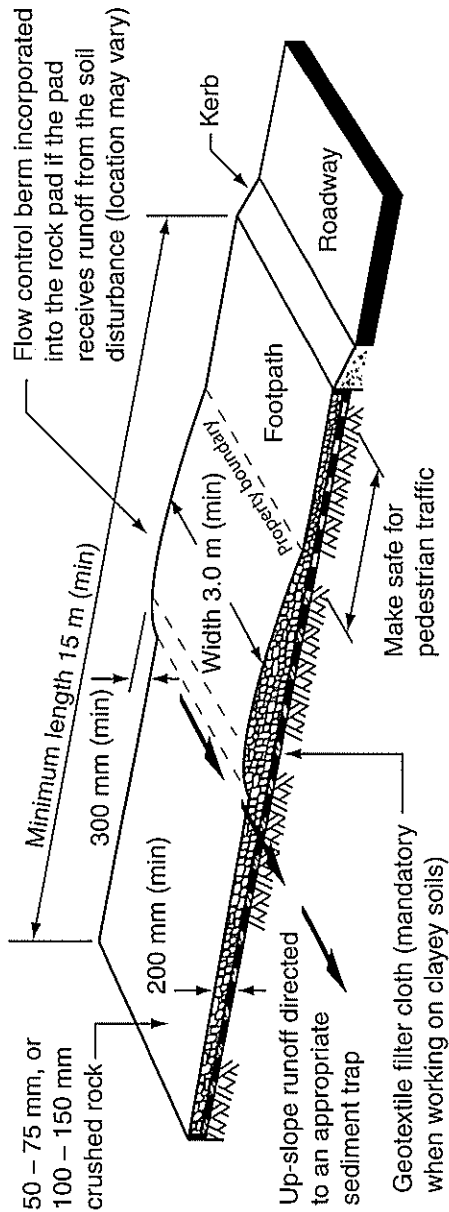 50 – 75 mm, or
100 – 150 mm
crushed rock
Minimum length 15 m (min)
300 mm (min)
200 mm (min)
Flow control berm incorporated
into the rock pad if the pad
receives runoff from the soil
disturbance (location may vary)
Width 3.0 m (min)
Property boundary
Footpath
Kerb
Roadway
Up-slope runoff directed
to an appropriate
sediment trap
Geotextile filter cloth (mandatory
when working on clayey soils)
Make safe for
pedestrian traffic